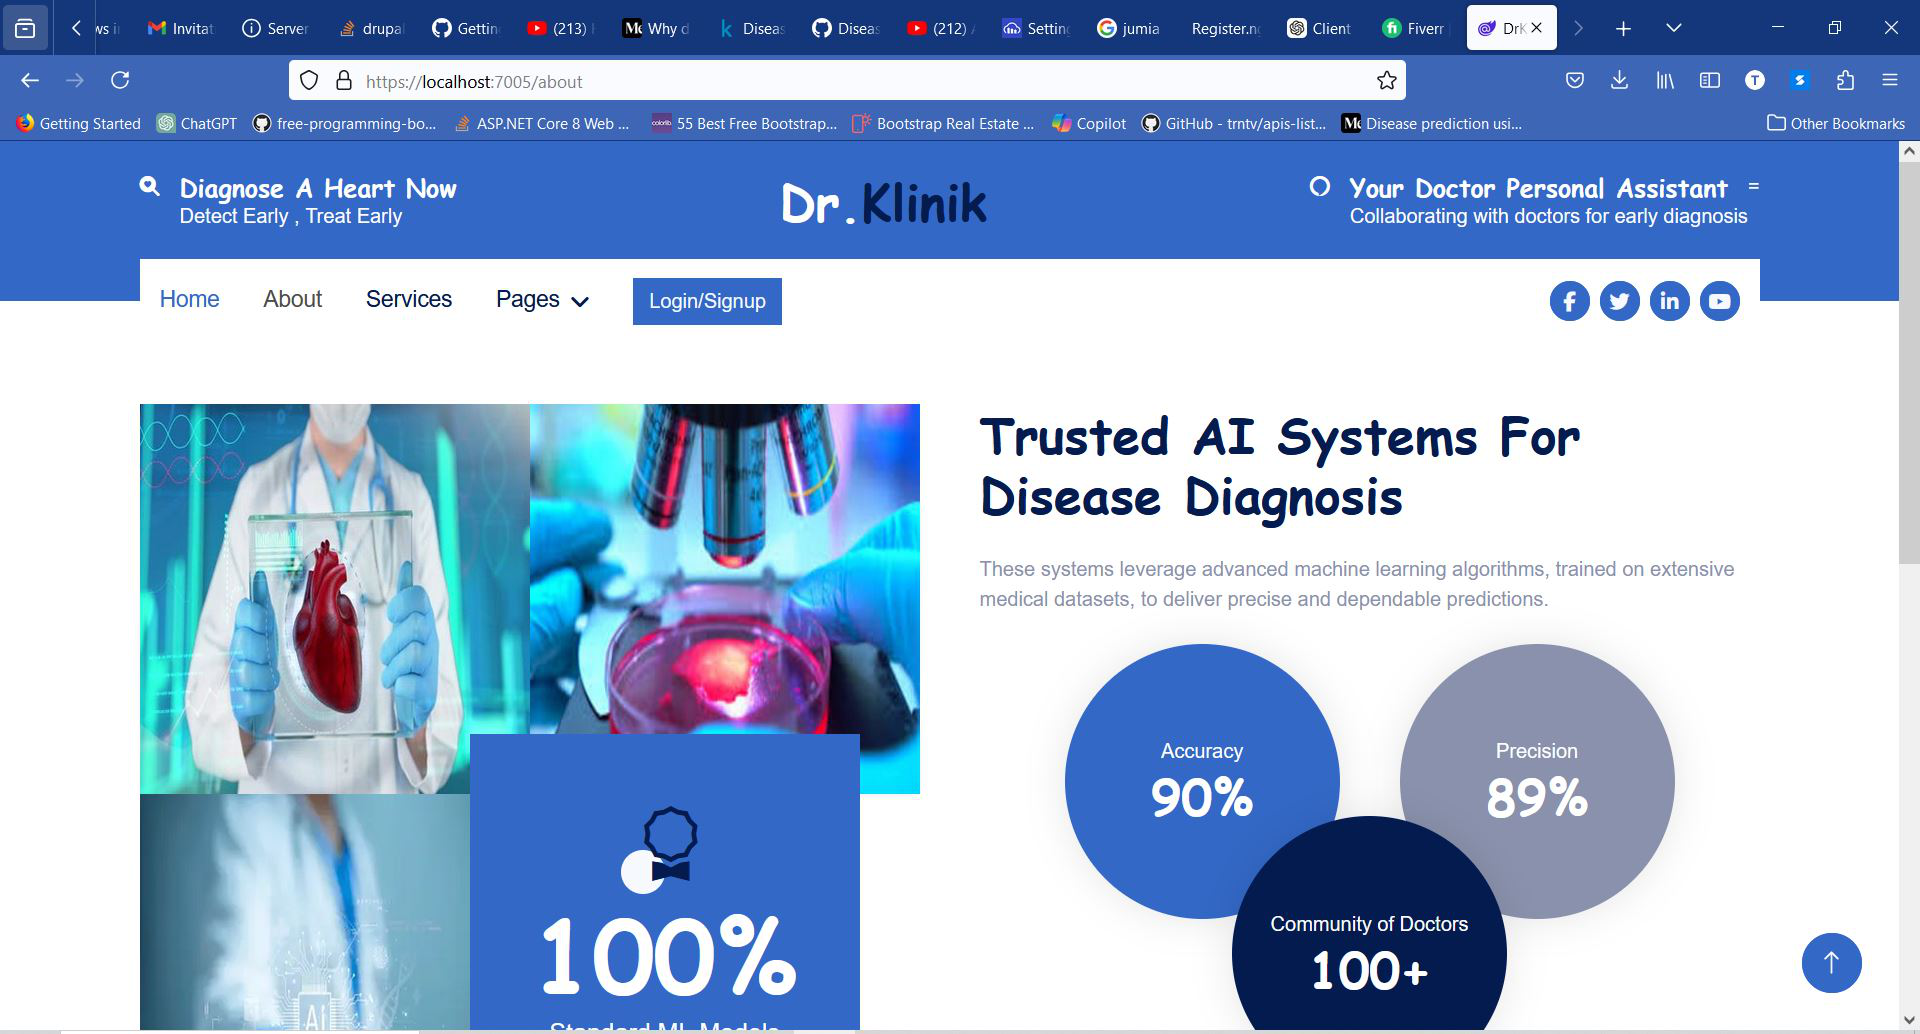 Invitat
Server
drupal
Gettin
(213)
Why d
Diseas
Diseas
(212)
Setting
jumia
Register.n
Client
Fiverr
DrK
https://localhost:7005/about
Getting Started
ChatGPT
free-programming-bo...
ASP.NET Core 8 Web ...
55 Best Free Bootstrap...
Bootstrap Real Estate ...
Copilot
GitHub - trntv/apis-list...
Disease prediction usi...
Other Bookmarks
Diagnose A Heart Now
Detect Early , Treat Early
Dr.Klinik
Your Doctor Personal Assistant =
Collaborating with doctors for early diagnosis
Home
About
Services
Pages
Login/Signup
Trusted AI Systems For
Disease Diagnosis
These systems leverage advanced machine learning algorithms, trained on extensive
medical datasets, to deliver precise and dependable predictions.
Accuracy
90%
Precision
89%
Community of Doctors
100+
100%
Standard ML Models
Ai